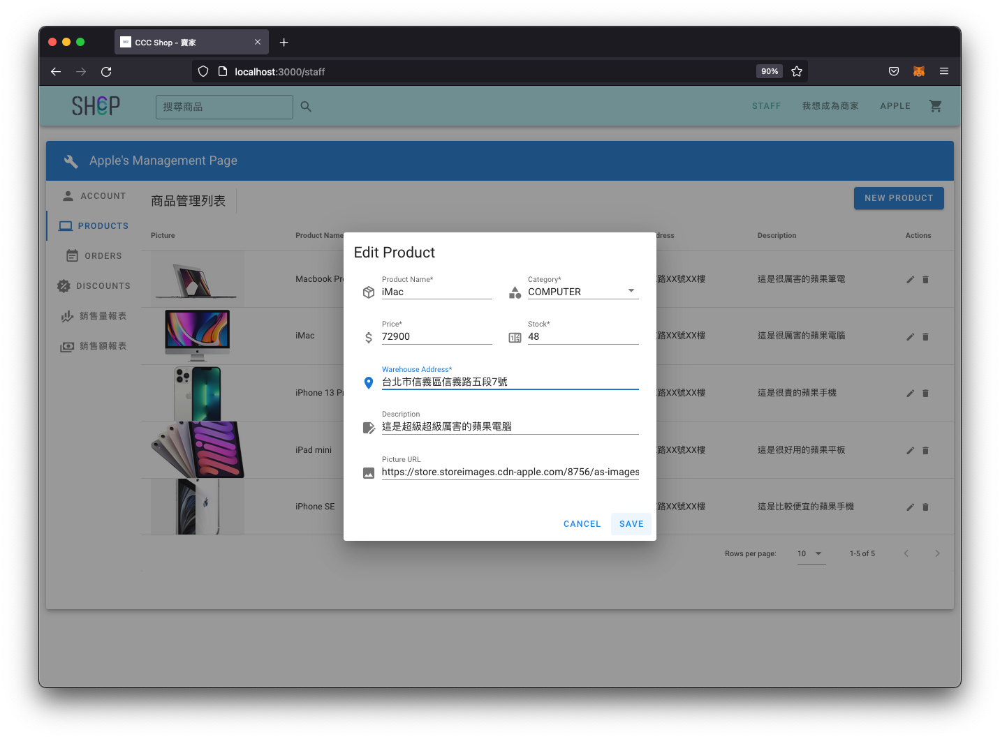 CCC Shop - 賣家
localhost:3000/staff
90%
SHCP
搜尋商品
STAFF
我想成為商家
APPLE
Apple's Management Page
ACCOUNT
PRODUCTS
ORDERS
DISCOUNTS
銷售量報表
銷售額報表
商品管理列表
NEW PRODUCT
Picture
Product Name
dress
Description
Actions
Macbook Pr
路XX號XX樓
這是很厲害的蘋果筆電
iMac
路XX號XX樓
這是很厲害的蘋果電腦
iPhone 13 P
路XX號XX樓
這是很貴的蘋果手機
iPad mini
路XX號XX樓
這是很好用的蘋果平板
iPhone SE
路XX號XX樓
這是比較便宜的蘋果手機
Rows per page:
10
1-5 of 5
Edit Product
Product Name*
iMac
Category*
COMPUTER
Price*
72900
Stock*
48
Warehouse Address*
台北市信義區信義路五段7號
Description
這是超級超級厲害的蘋果電腦
Picture URL
https://store.storeimages.cdn-apple.com/8756/as-images
CANCEL
SAVE